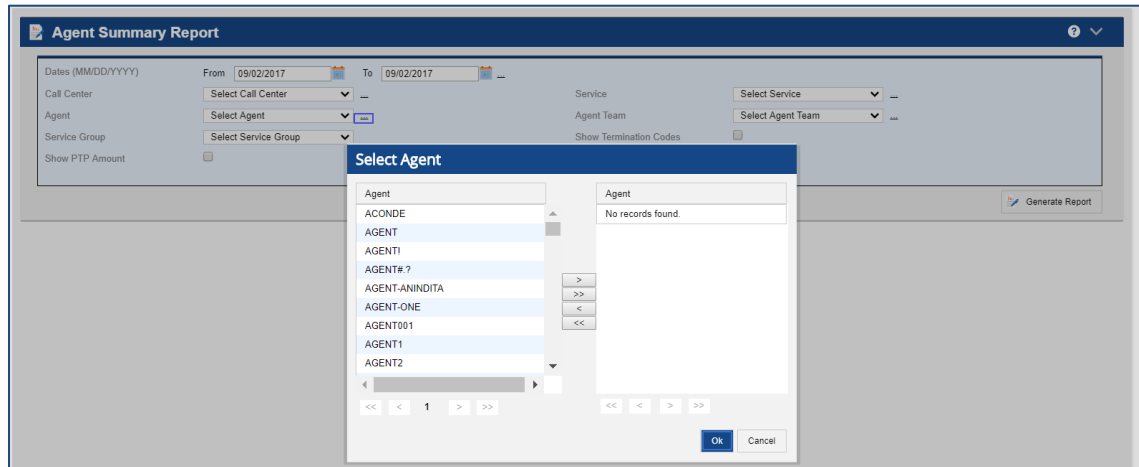 Agent Summary Report
Dates (MM/DD/YYYY) From 09/02/2017 To 09/02/2017 ...
Call Center Select Call Center ... Service Select Service ...
Agent Select Agent ... Agent Team Select Agent Team ...
Service Group Select Service Group Show Termination Codes
Show PTP Amount
Generate Report
Select Agent
Agent Agent
ACONDE No records found.
AGENT
AGENT!
AGENT#.?
AGENT-ANINDITA
AGENT-ONE
AGENT001
AGENT1
AGENT2
>
>>
<
<<
<< < 1 > >> << < > >>
Ok Cancel